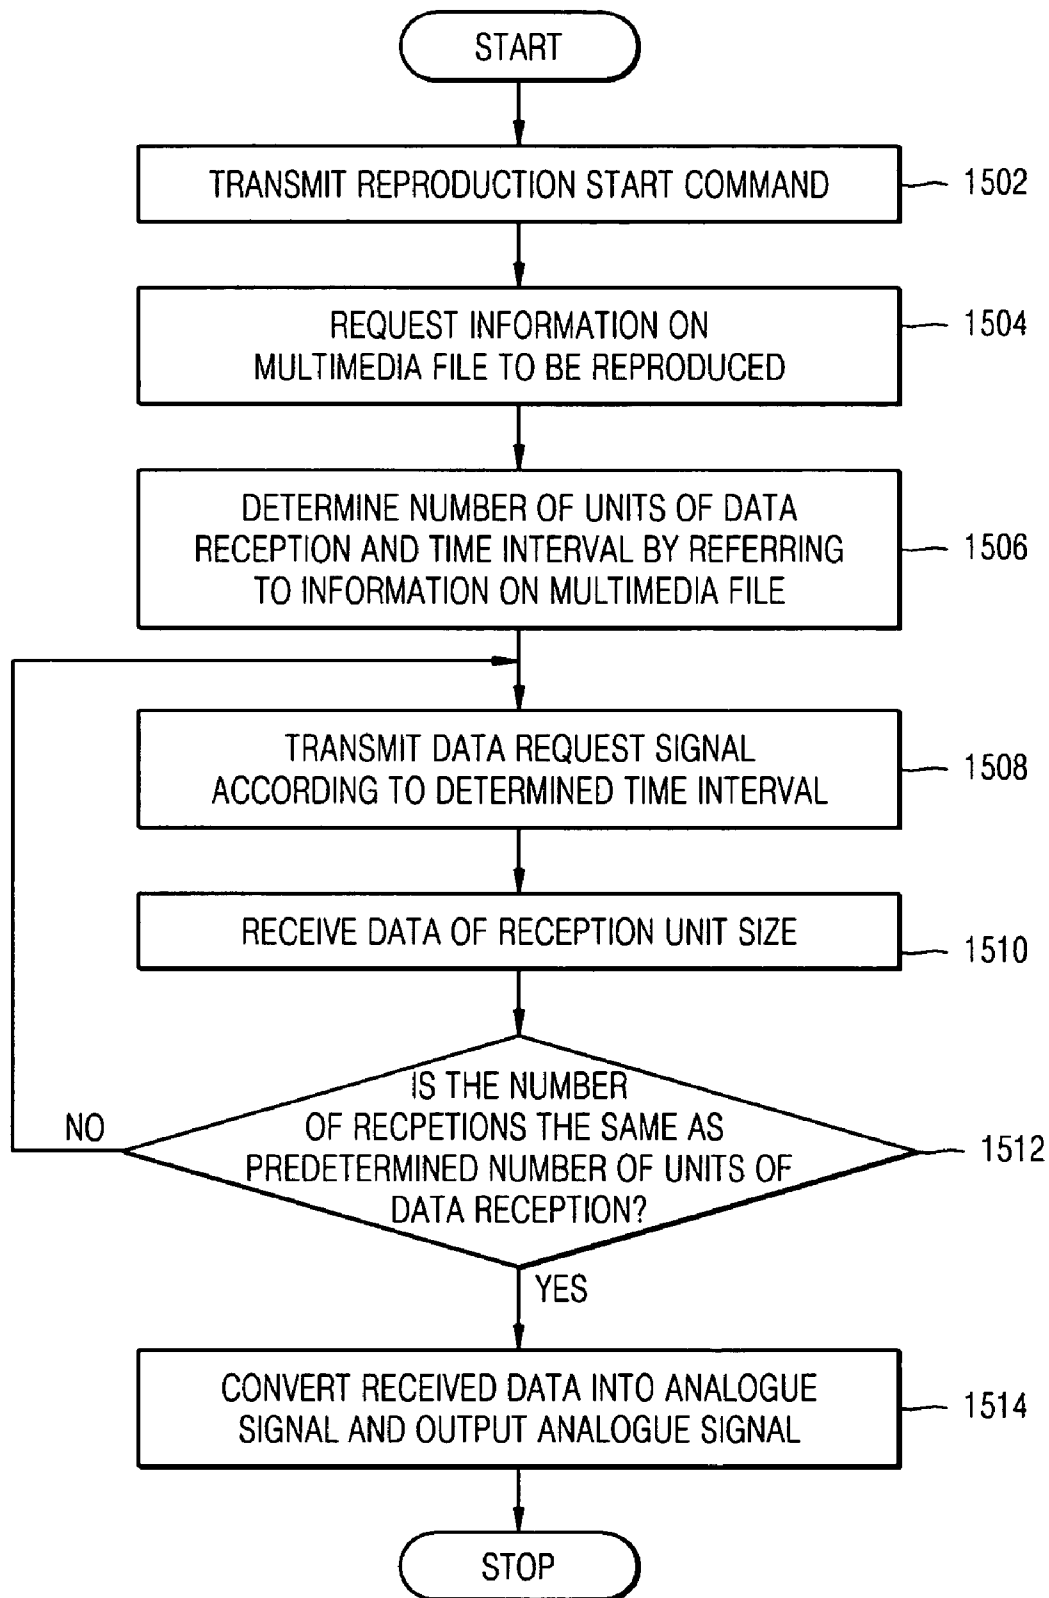 START
TRANSMIT REPRODUCTION START COMMAND
1502
REQUEST INFORMATION ON
MULTIMEDIA FILE TO BE REPRODUCED
1504
DETERMINE NUMBER OF UNITS OF DATA
RECEPTION AND TIME INTERVAL BY REFERRING
TO INFORMATION ON MULTIMEDIA FILE
1506
TRANSMIT DATA REQUEST SIGNAL
ACCORDING TO DETERMINED TIME INTERVAL
1508
RECEIVE DATA OF RECEPTION UNIT SIZE
1510
IS THE NUMBER
OF RECPETIONS THE SAME AS
PREDETERMINED NUMBER OF UNITS OF
DATA RECEPTION?
NO
1512
YES
CONVERT RECEIVED DATA INTO ANALOGUE
SIGNAL AND OUTPUT ANALOGUE SIGNAL
1514
STOP